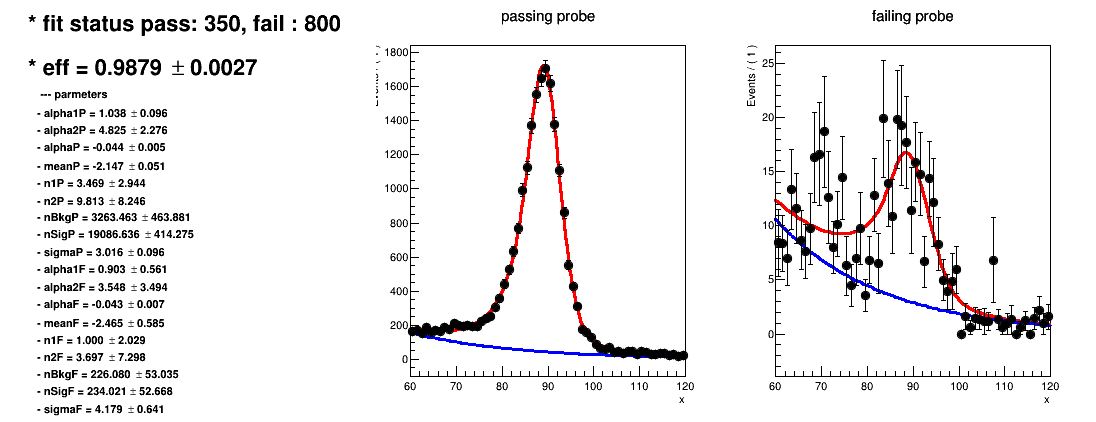 * fit status pass: 350, fail : 800
* eff = 0.9879 ± 0.0027
--- parmeters
- alpha1P = 1.038 ± 0.096
- alpha2P = 4.825 ± 2.276
- alphaP = -0.044 ± 0.005
- meanP = -2.147 ± 0.051
- n1P = 3.469 ± 2.944
- n2P = 9.813 ± 8.246
- nBkgP = 3263.463 ± 463.881
- nSigP = 19086.636 ± 414.275
- sigmaP = 3.016 ± 0.096
- alpha1F = 0.903 ± 0.561
- alpha2F = 3.548 ± 3.494
- alphaF = -0.043 ± 0.007
- meanF = -2.465 ± 0.585
- n1F = 1.000 ± 2.029
- n2F = 3.697 ± 7.298
- nBkgF = 226.080 ± 53.035
- nSigF = 234.021 ± 52.668
- sigmaF = 4.179 ± 0.641
passing probe
1800
1600
1400
1200
1000
800
600
400
200
0
60 70 80 90 100 110 120
x
failing probe
Events / ( 1 )
25
20
15
10
5
0
60 70 80 90 100 110 120
x